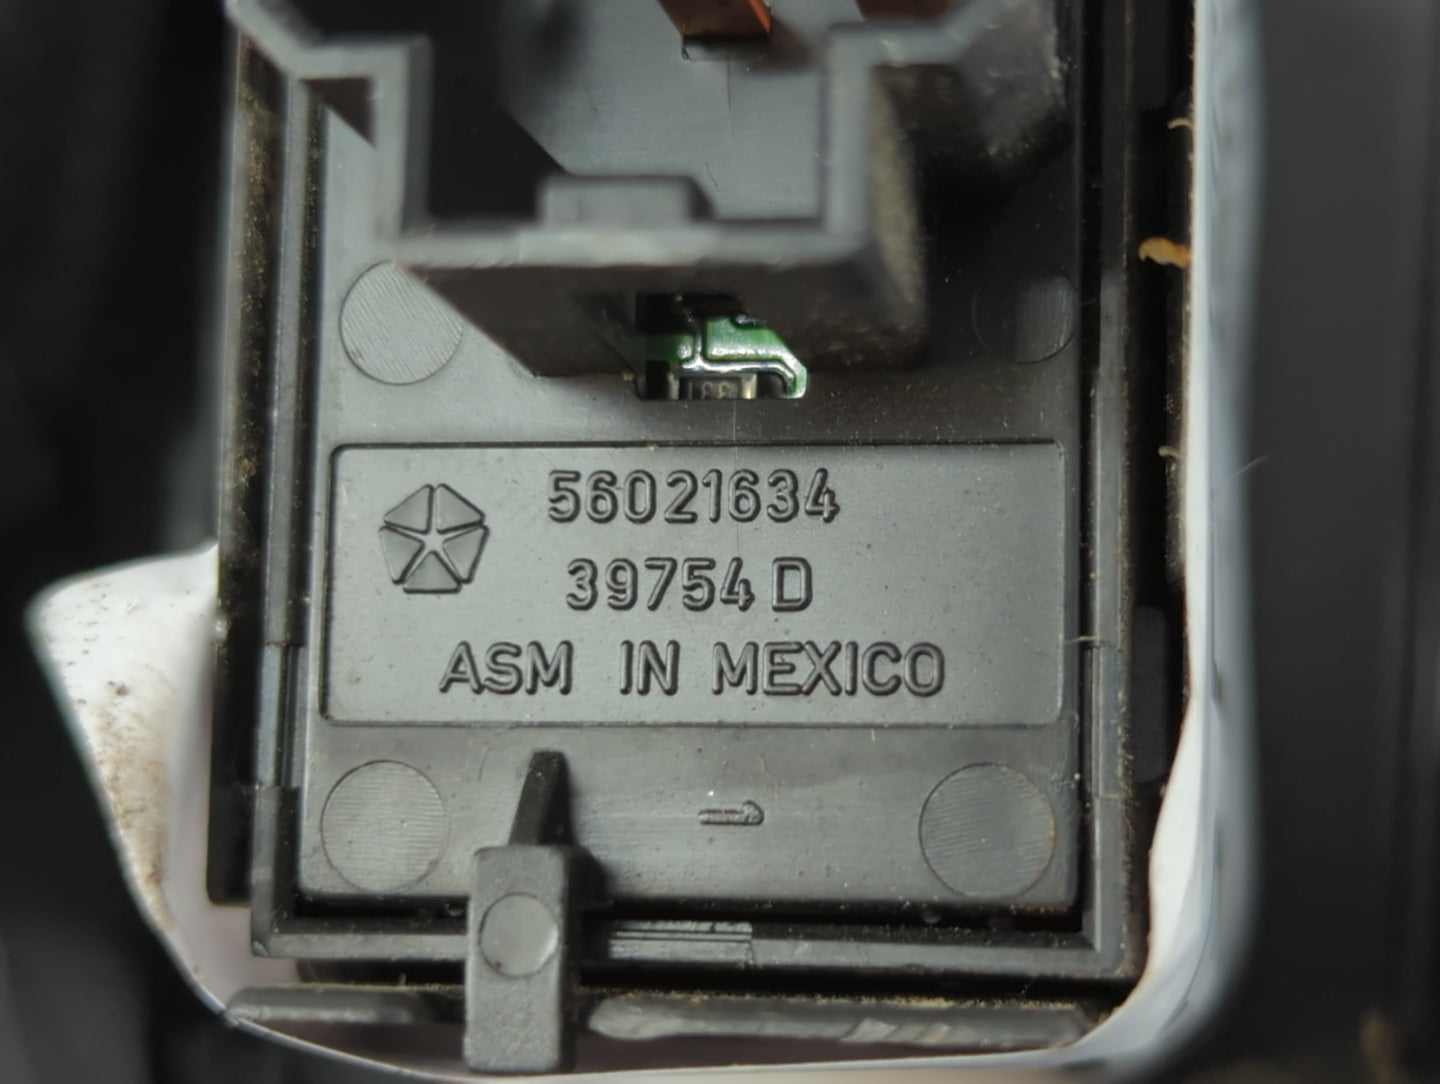 56021634
39754 D
ASM IN MEXICO